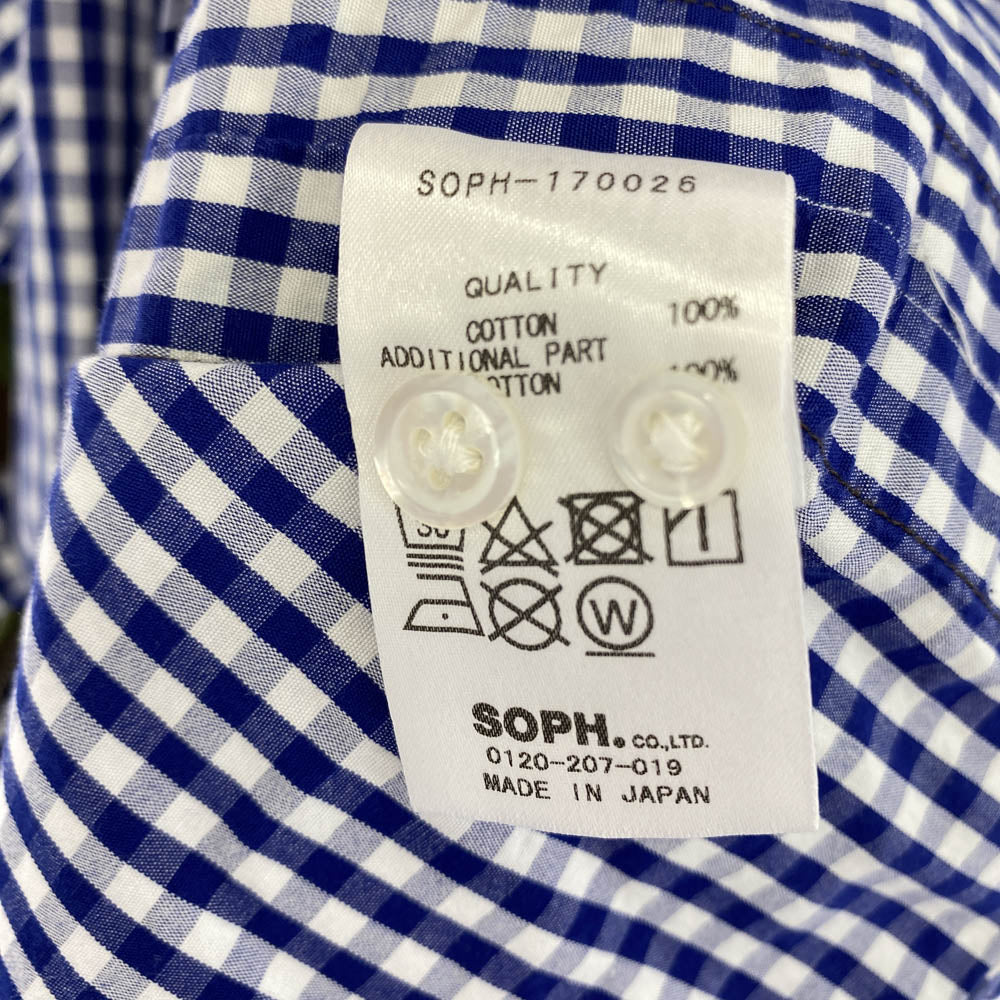 SOPH-170026
QUALITY
COTTON 100%
ADDITIONAL PART
W
SOPH. CO.,LTD.
0120-207-019
MADE IN JAPAN